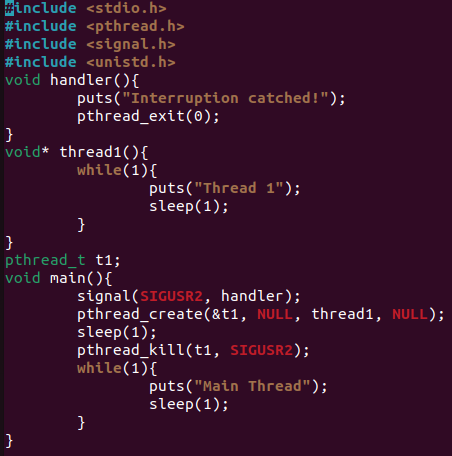 #include <stdio.h>
#include <pthread.h>
#include <signal.h>
#include <unistd.h>
void handler(){
        puts("Interruption catched!");
        pthread_exit(0);
}
void* thread1(){
        while(1){
                puts("Thread 1");
                sleep(1);
        }
}
pthread_t t1;
void main(){
        signal(SIGUSR2, handler);
        pthread_create(&t1, NULL, thread1, NULL);
        sleep(1);
        pthread_kill(t1, SIGUSR2);
        while(1){
                puts("Main Thread");
                sleep(1);
        }
}